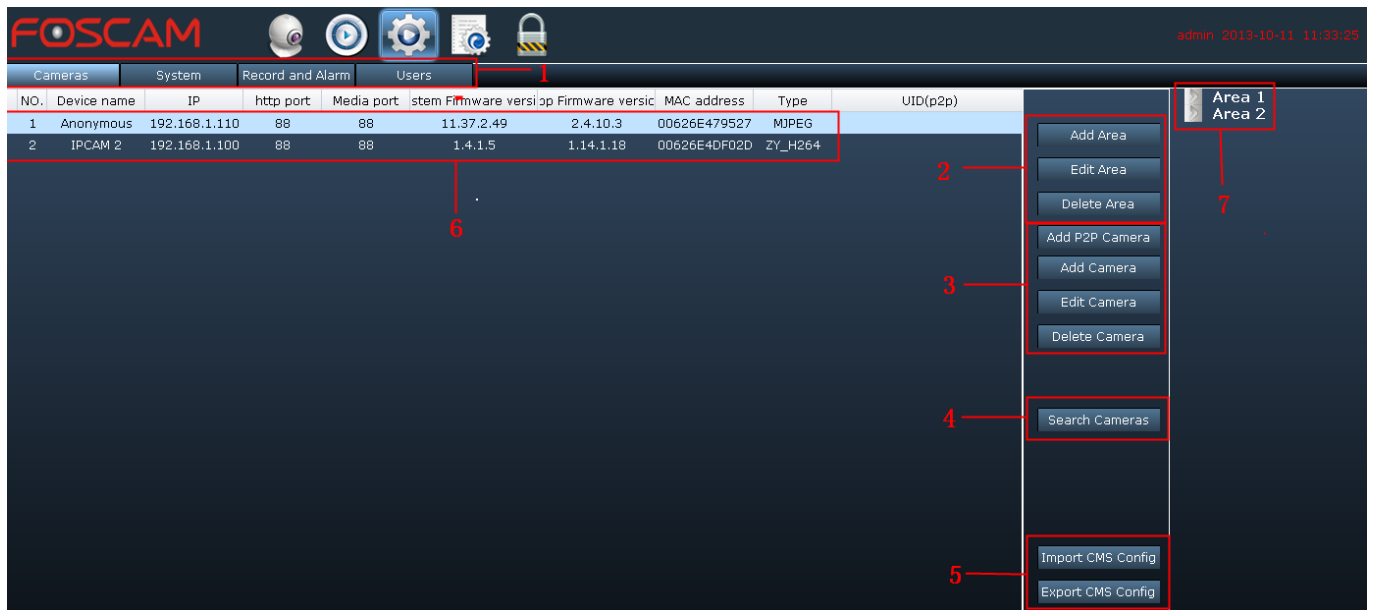 FOSCAM
admin 2013-10-11 11:33:25
Cameras System Record and Alarm Users 1
NO. Device name IP http port Media port stem Firmware versi pp Firmware versic MAC address Type UID(p2p)
1 Anonymous 192.168.1.110 88 88 11.37.2.49 2.4.10.3 00626E479527 MJPEG
2 IPCAM 2 192.168.1.100 88 88 1.4.1.5 1.14.1.18 00626E4DF02D ZY_H264
6
Add Area
2 Edit Area
Delete Area
Add P2P Camera
Add Camera
3
Edit Camera
Delete Camera
4 Search Cameras
Import CMS Config
5
Export CMS Config
Area 1
Area 2
7